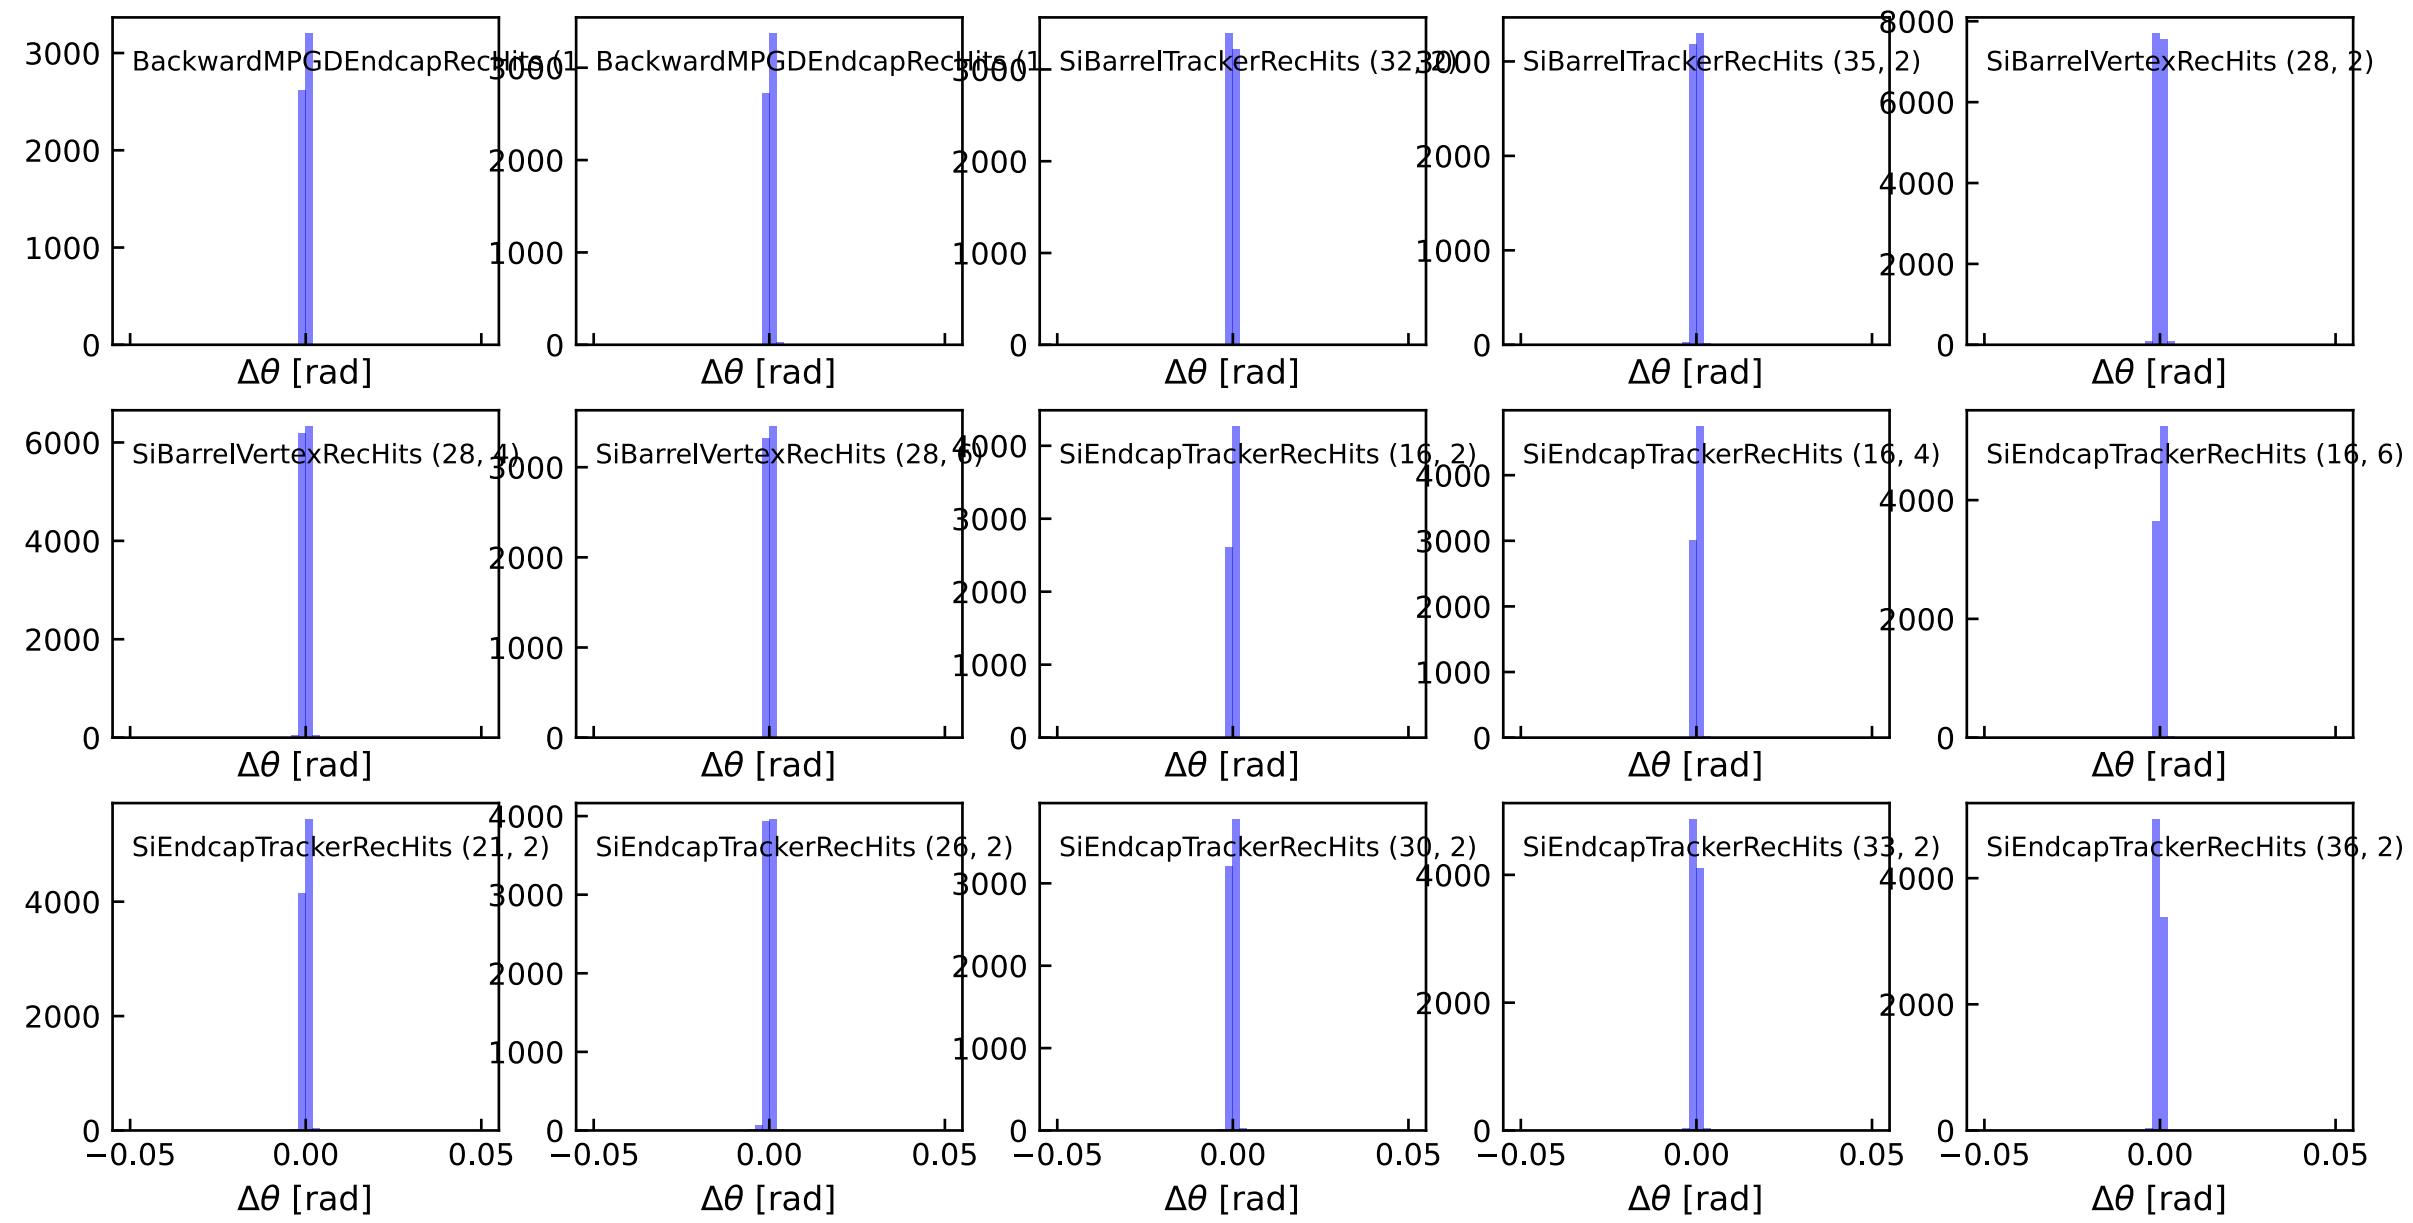 BackwardMPGDEndcapRecHits (1
3000
2000
1000
0
Δθ [rad]
BackwardMPGDEndcapRecHits (1
3000
2000
1000
0
Δθ [rad]
SiBarrelTrackerRecHits (32, 2)
3000
2000
1000
0
Δθ [rad]
SiBarrelTrackerRecHits (35, 2)
3000
2000
1000
0
Δθ [rad]
SiBarrelVertexRecHits (28, 2)
8000
6000
4000
2000
0
Δθ [rad]
SiBarrelVertexRecHits (28, 4)
6000
4000
2000
0
Δθ [rad]
SiBarrelVertexRecHits (28, 6)
3000
2000
1000
0
Δθ [rad]
SiEndcapTrackerRecHits (16, 2)
4000
3000
2000
1000
0
Δθ [rad]
SiEndcapTrackerRecHits (16, 4)
4000
3000
2000
1000
0
Δθ [rad]
SiEndcapTrackerRecHits (16, 6)
4000
2000
0
Δθ [rad]
SiEndcapTrackerRecHits (21, 2)
4000
2000
0
−0.05 0.00 0.05
Δθ [rad]
SiEndcapTrackerRecHits (26, 2)
4000
3000
2000
1000
0
−0.05 0.00 0.05
Δθ [rad]
SiEndcapTrackerRecHits (30, 2)
3000
2000
1000
0
−0.05 0.00 0.05
Δθ [rad]
SiEndcapTrackerRecHits (33, 2)
4000
2000
0
−0.05 0.00 0.05
Δθ [rad]
SiEndcapTrackerRecHits (36, 2)
4000
2000
0
−0.05 0.00 0.05
Δθ [rad]